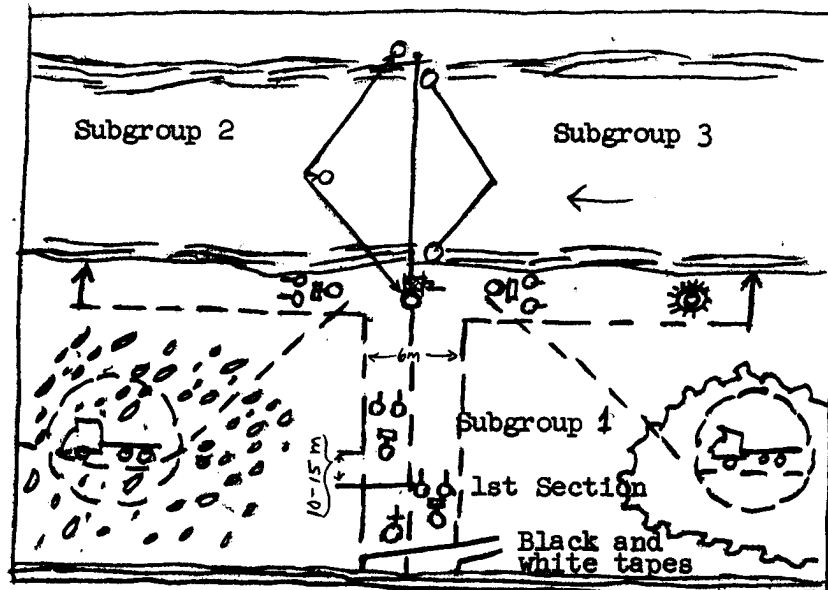 Subgroup 2
Subgroup 3
6m
Subgroup 1
10-15 m
1st Section
Black and
white tapes